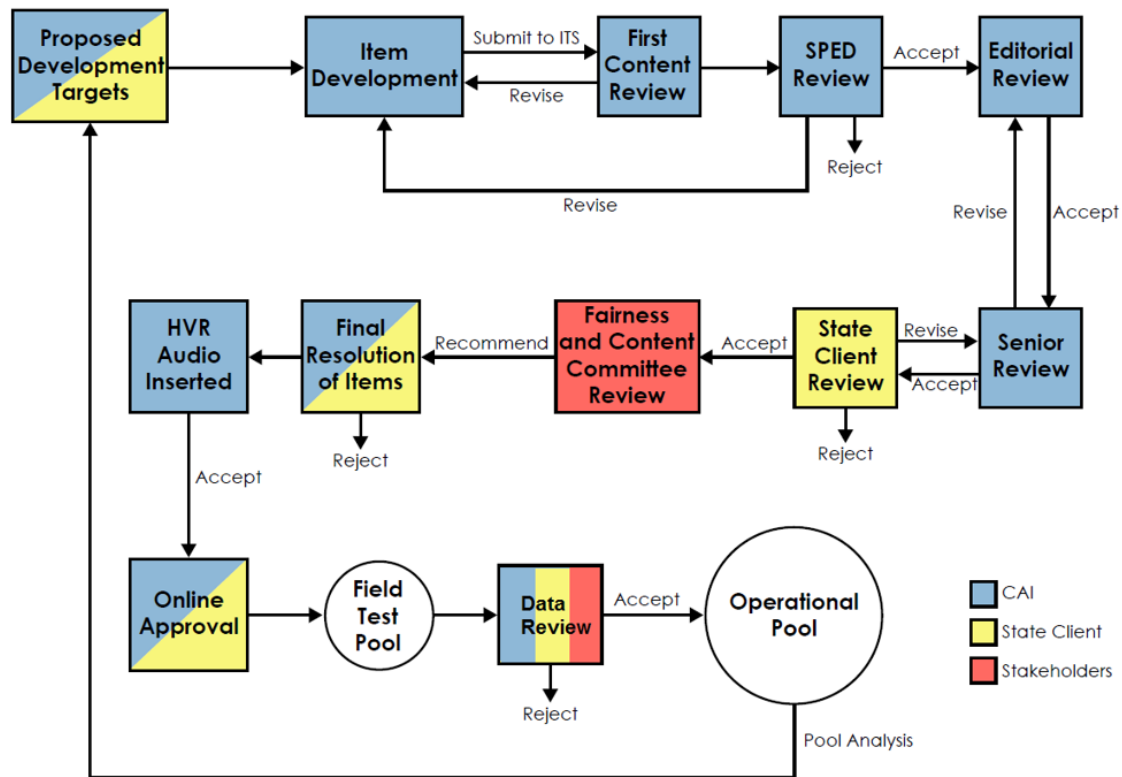 Proposed
Development
Targets
Item
Development
Submit to ITS
Revise
First
Content
Review
SPED
Review
Accept
Editorial
Review
Reject
Revise
Revise
Accept
HVR
Audio
Inserted
Final
Resolution
of Items
Recommend
Fairness
and Content
Committee
Review
Accept
State
Client
Review
Revise
Accept
Senior
Review
Reject
Reject
Accept
Online
Approval
Field
Test
Pool
Data
Review
Accept
Operational
Pool
CAI
State Client
Stakeholders
Reject
Pool Analysis